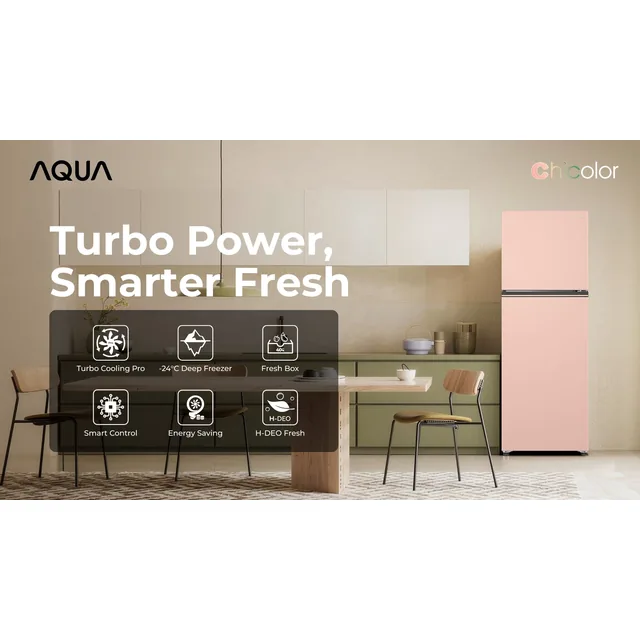 AQUA
Chicolor
Turbo Power,
Smarter Fresh
Turbo Cooling Pro
-24°C Deep Freezer
Fresh Box
Smart Control
Energy Saving
H-DEO
H-DEO Fresh